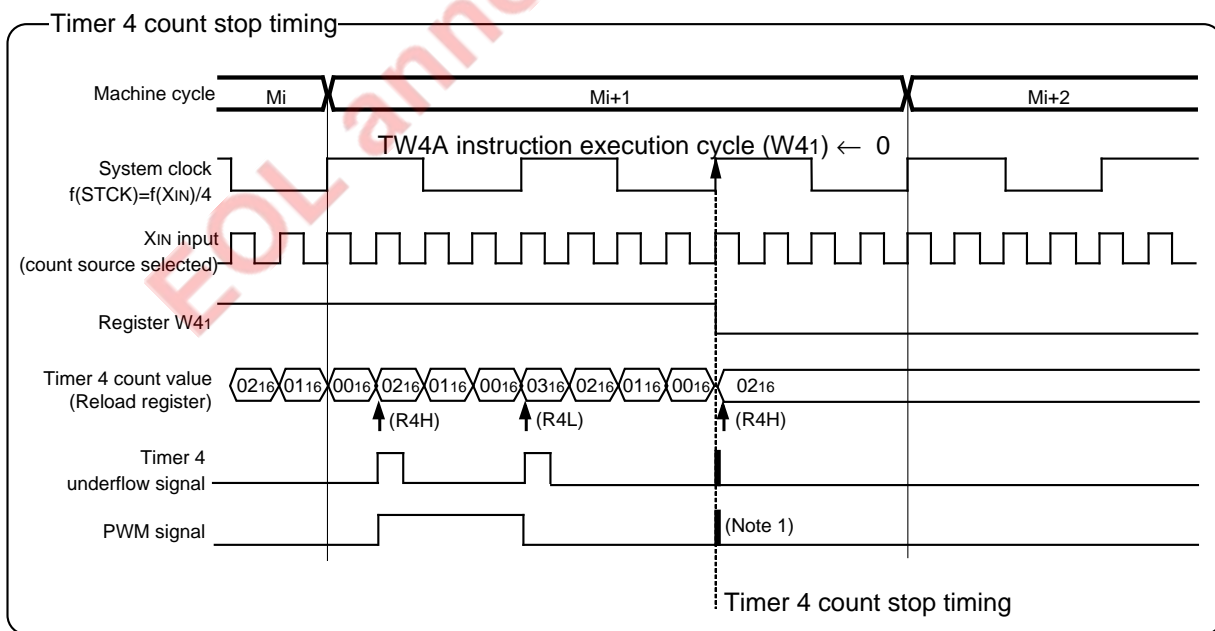 Timer 4 count stop timing
Machine cycle Mi Mi+1 Mi+2
TW4A instruction execution cycle (W41) ← 0
System clock
f(STCK)=f(XIN)/4
XIN input
(count source selected)
Register W41
Timer 4 count value
(Reload register)
0216 0116 0016 0216 0116 0016 0316 0216 0116 0016 0216
(R4H) (R4L) (R4H)
Timer 4
underflow signal
PWM signal (Note 1)
Timer 4 count stop timing
EOL anno